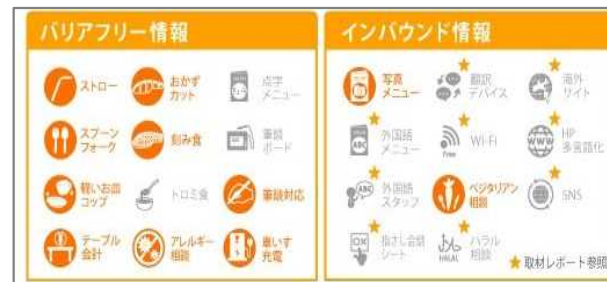 バリアフリー情報
ストロー
おかず
カット
点字
メニュー
スプーン
フォーク
刻み食
筆談
ボード
軽いお皿
コップ
トロミ食
筆談対応
テーブル
会計
アレルギー
相談
車いす
充電
インバウンド情報
写真
メニュー
翻訳
デバイス
海外
サイト
ABC
外国語
メニュー
Free
Wi-Fi
WWW
HP
多言語化
ABC
外国語
スタッフ
ベジタリアン
相談
SNS
OK
指さし会話
シート
HALAL
ハラル
相談
★取材レポート参照